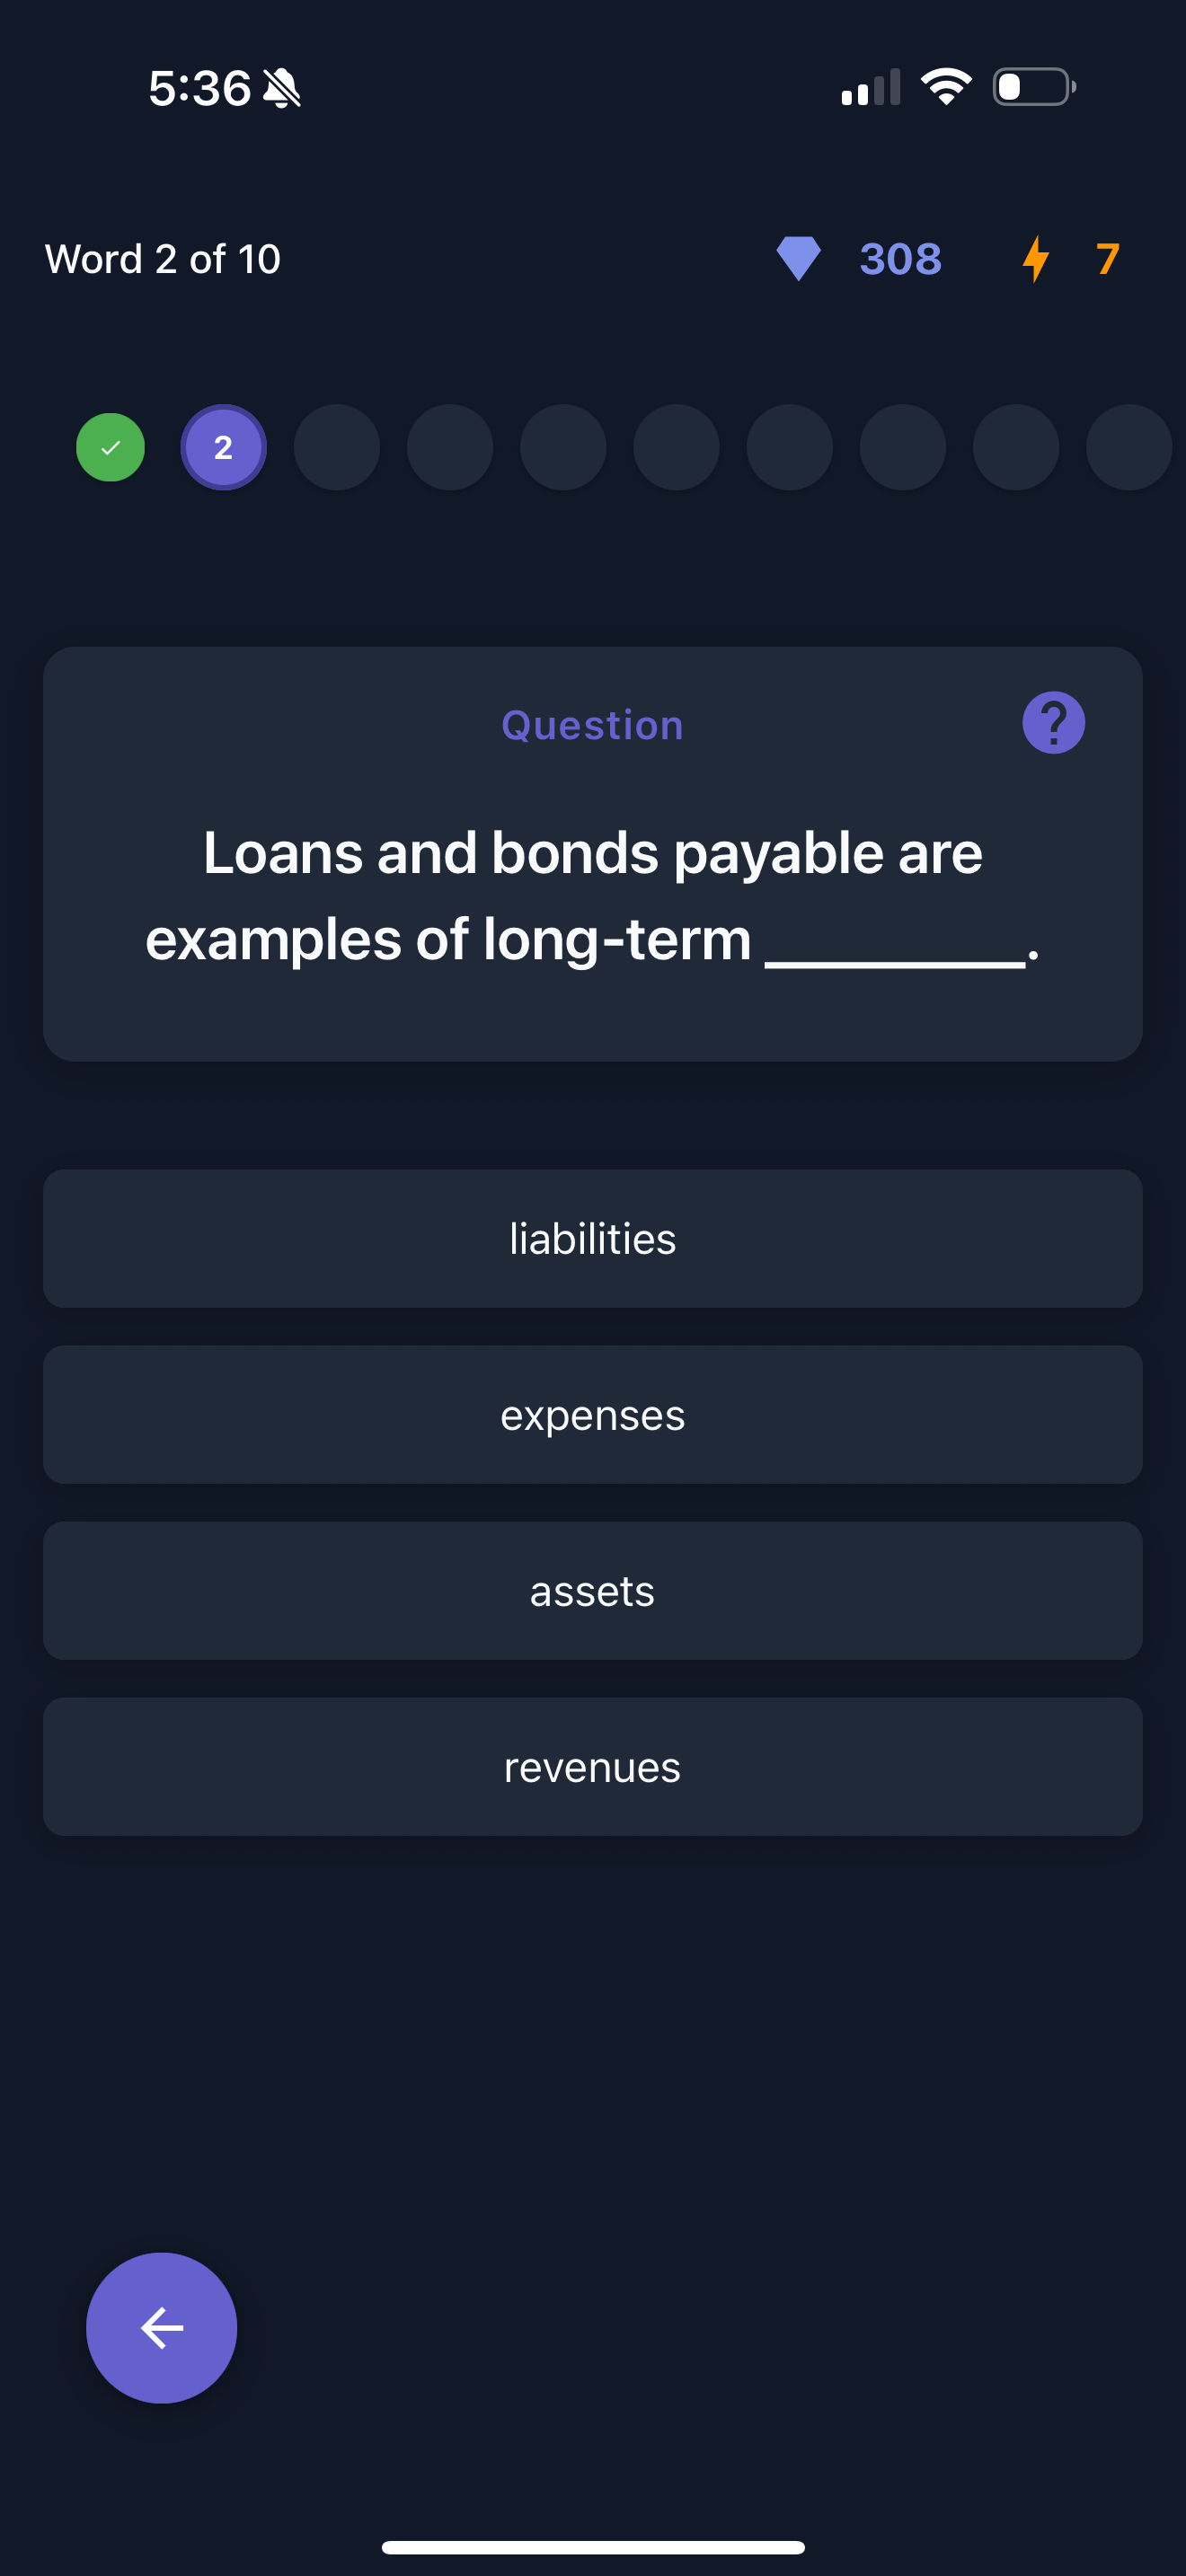 5:36
Word 2 of 10
308
7
2
Question
Loans and bonds payable are
examples of long-term __________.
liabilities
expenses
assets
revenues